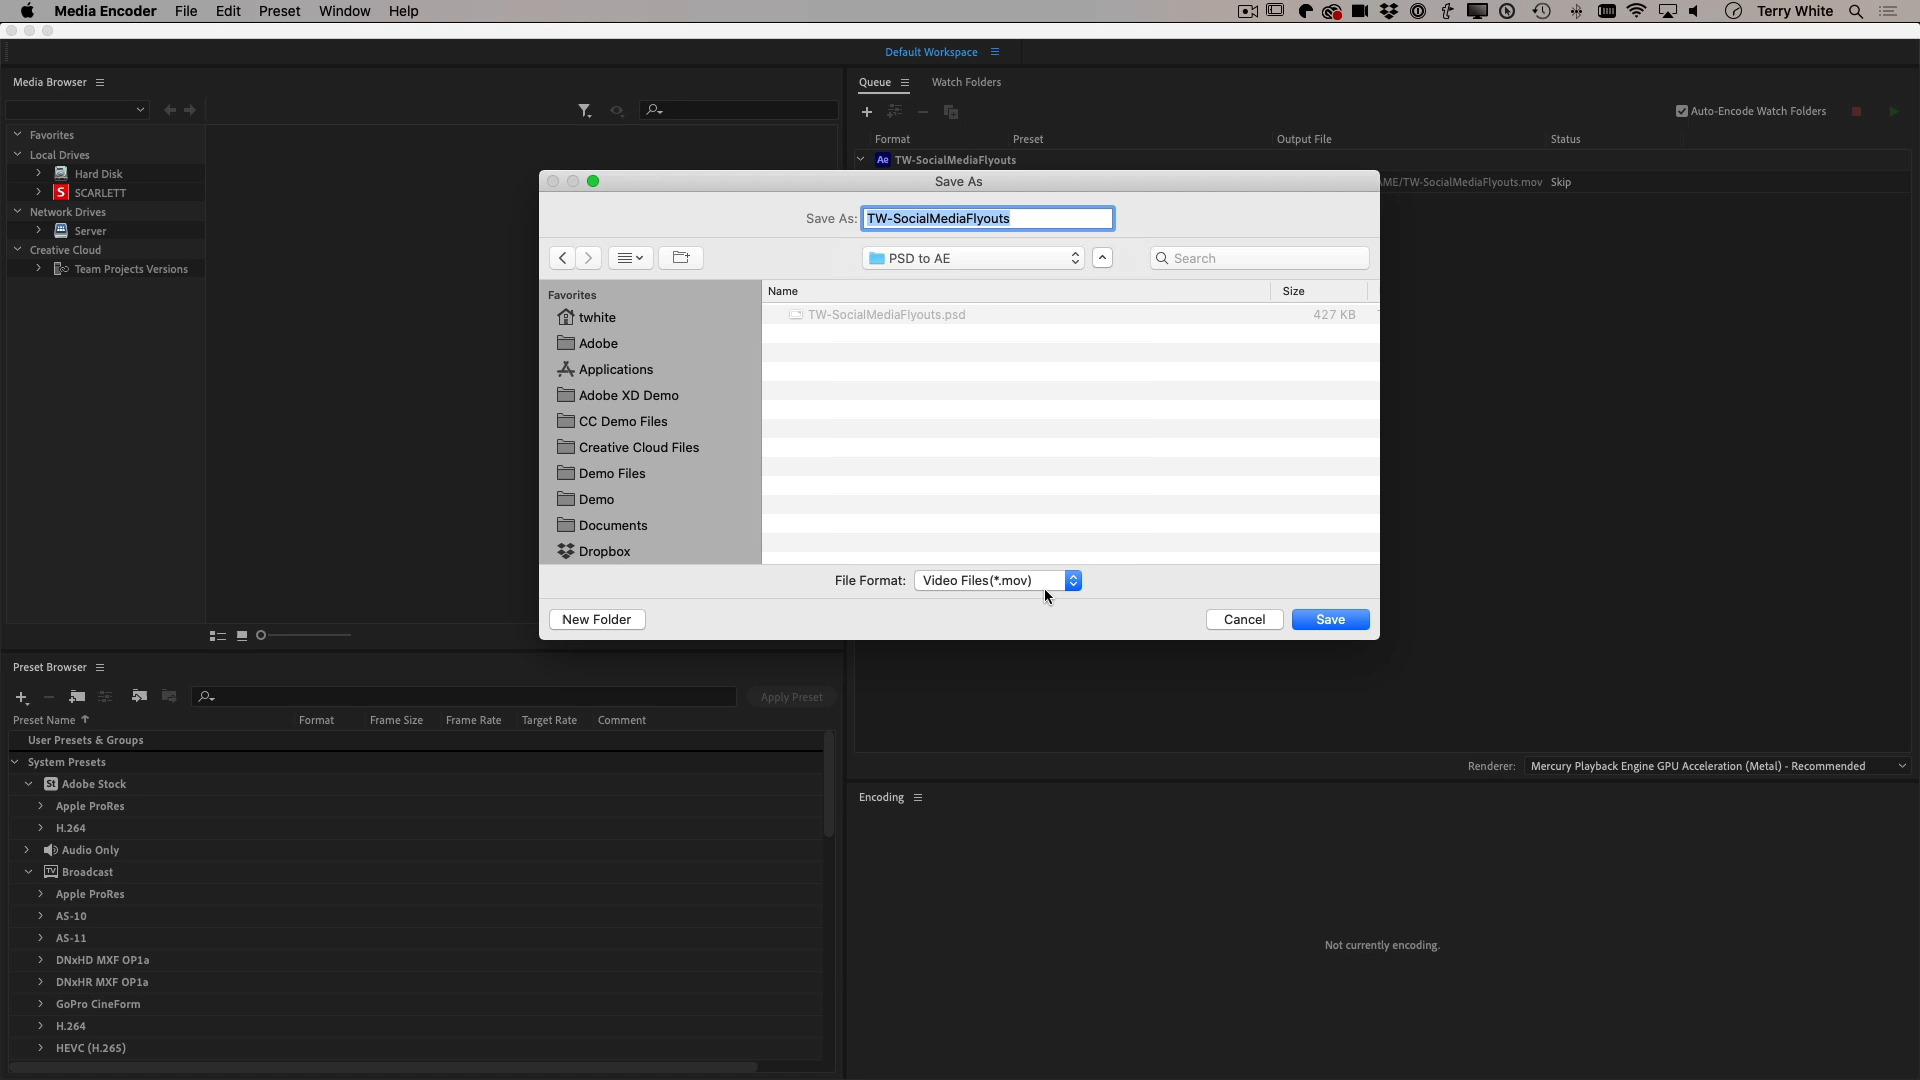 Media Encoder File Edit Preset Window Help Terry White
Default Workspace
Media Browser
Favorites
Local Drives
Hard Disk
SCARLETT
Network Drives
Server
Creative Cloud
Team Projects Versions
Queue Watch Folders
Auto-Encode Watch Folders
Format Preset Output File Status
Ae TW-SocialMediaFlyouts
AME/TW-SocialMediaFlyouts.mov Skip
Save As
Save As: TW-SocialMediaFlyouts
PSD to AE
Search
Favorites
twhite
Adobe
Applications
Adobe XD Demo
CC Demo Files
Creative Cloud Files
Demo Files
Demo
Documents
Dropbox
Name Size
TW-SocialMediaFlyouts.psd 427 KB
File Format: Video Files(*.mov)
New Folder Cancel Save
Preset Browser
Apply Preset
Preset Name Format Frame Size Frame Rate Target Rate Comment
User Presets & Groups
System Presets
St Adobe Stock
Apple ProRes
H.264
Audio Only
TV Broadcast
Apple ProRes
AS-10
AS-11
DNxHD MXF OP1a
DNxHR MXF OP1a
GoPro CineForm
H.264
HEVC (H.265)
Renderer: Mercury Playback Engine GPU Acceleration (Metal) - Recommended
Encoding
Not currently encoding.